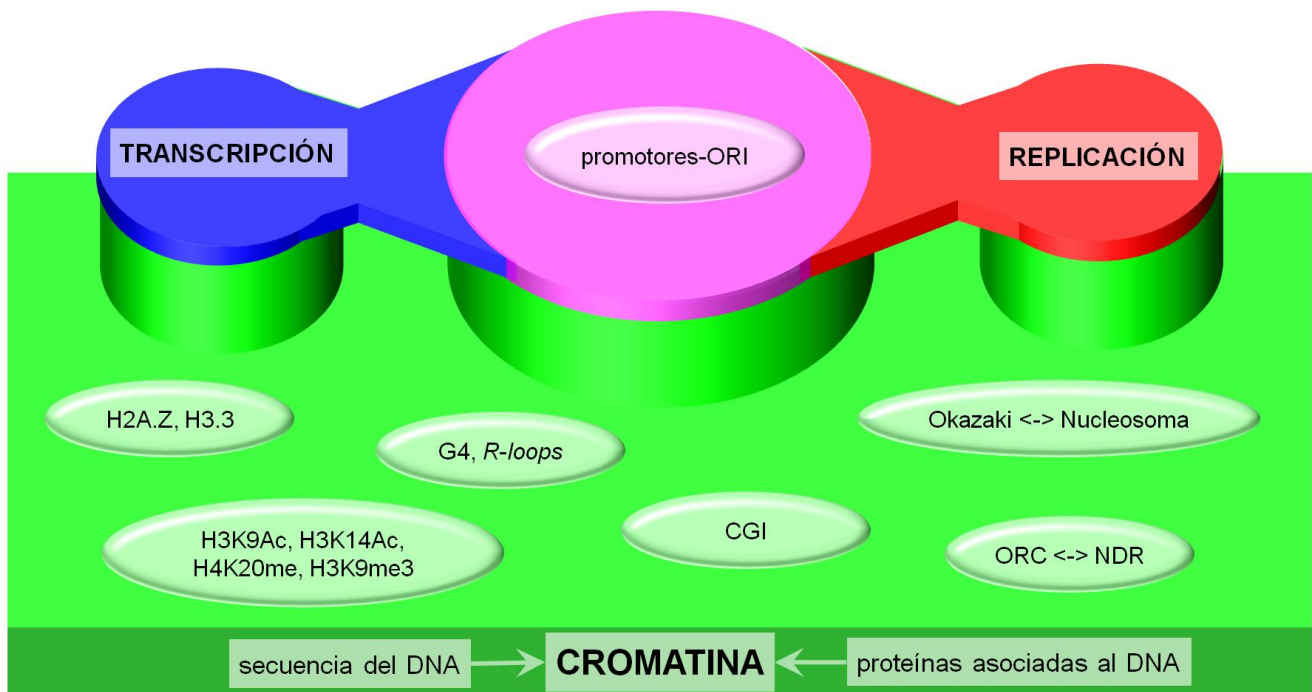 TRANSCRIPCIÓN
promotores-ORI
REPLICACIÓN
H2A.Z, H3.3
G4, R-loops
Okazaki <-> Nucleosoma
H3K9Ac, H3K14Ac,
H4K20me, H3K9me3
CGI
ORC <-> NDR
secuencia del DNA
CROMATINA
proteínas asociadas al DNA